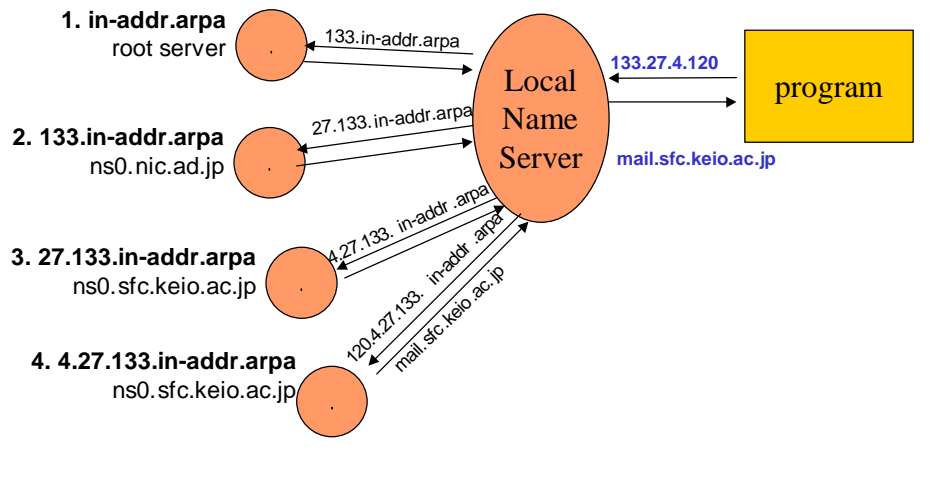 1. in-addr.arpa
root server
133.in-addr.arpa
2. 133.in-addr.arpa
ns0.nic.ad.jp
27.133.in-addr.arpa
3. 27.133.in-addr.arpa
ns0.sfc.keio.ac.jp
4.27.133. in-addr .arpa
4. 4.27.133.in-addr.arpa
ns0.sfc.keio.ac.jp
120.4.27.133. in-addr .arpa
mail.sfc.keio.ac.jp
Local
Name
Server
133.27.4.120
mail.sfc.keio.ac.jp
program